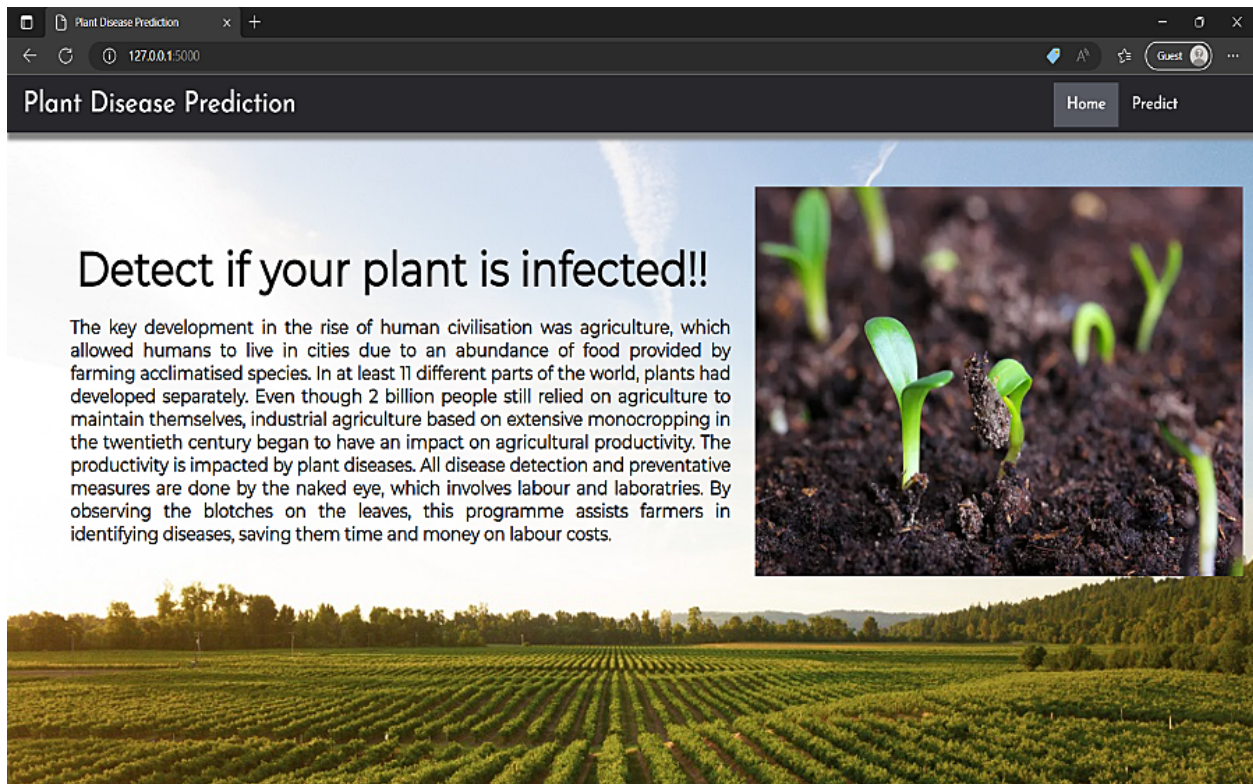 Plant Disease Prediction
127.0.0.1:5000
Guest
Plant Disease Prediction
Home Predict
Detect if your plant is infected!!
The key development in the rise of human civilisation was agriculture, which
allowed humans to live in cities due to an abundance of food provided by
farming acclimatised species. In at least 11 different parts of the world, plants had
developed separately. Even though 2 billion people still relied on agriculture to
maintain themselves, industrial agriculture based on extensive monocropping in
the twentieth century began to have an impact on agricultural productivity. The
productivity is impacted by plant diseases. All disease detection and preventative
measures are done by the naked eye, which involves labour and laboratries. By
observing the blotches on the leaves, this programme assists farmers in
identifying diseases, saving them time and money on labour costs.